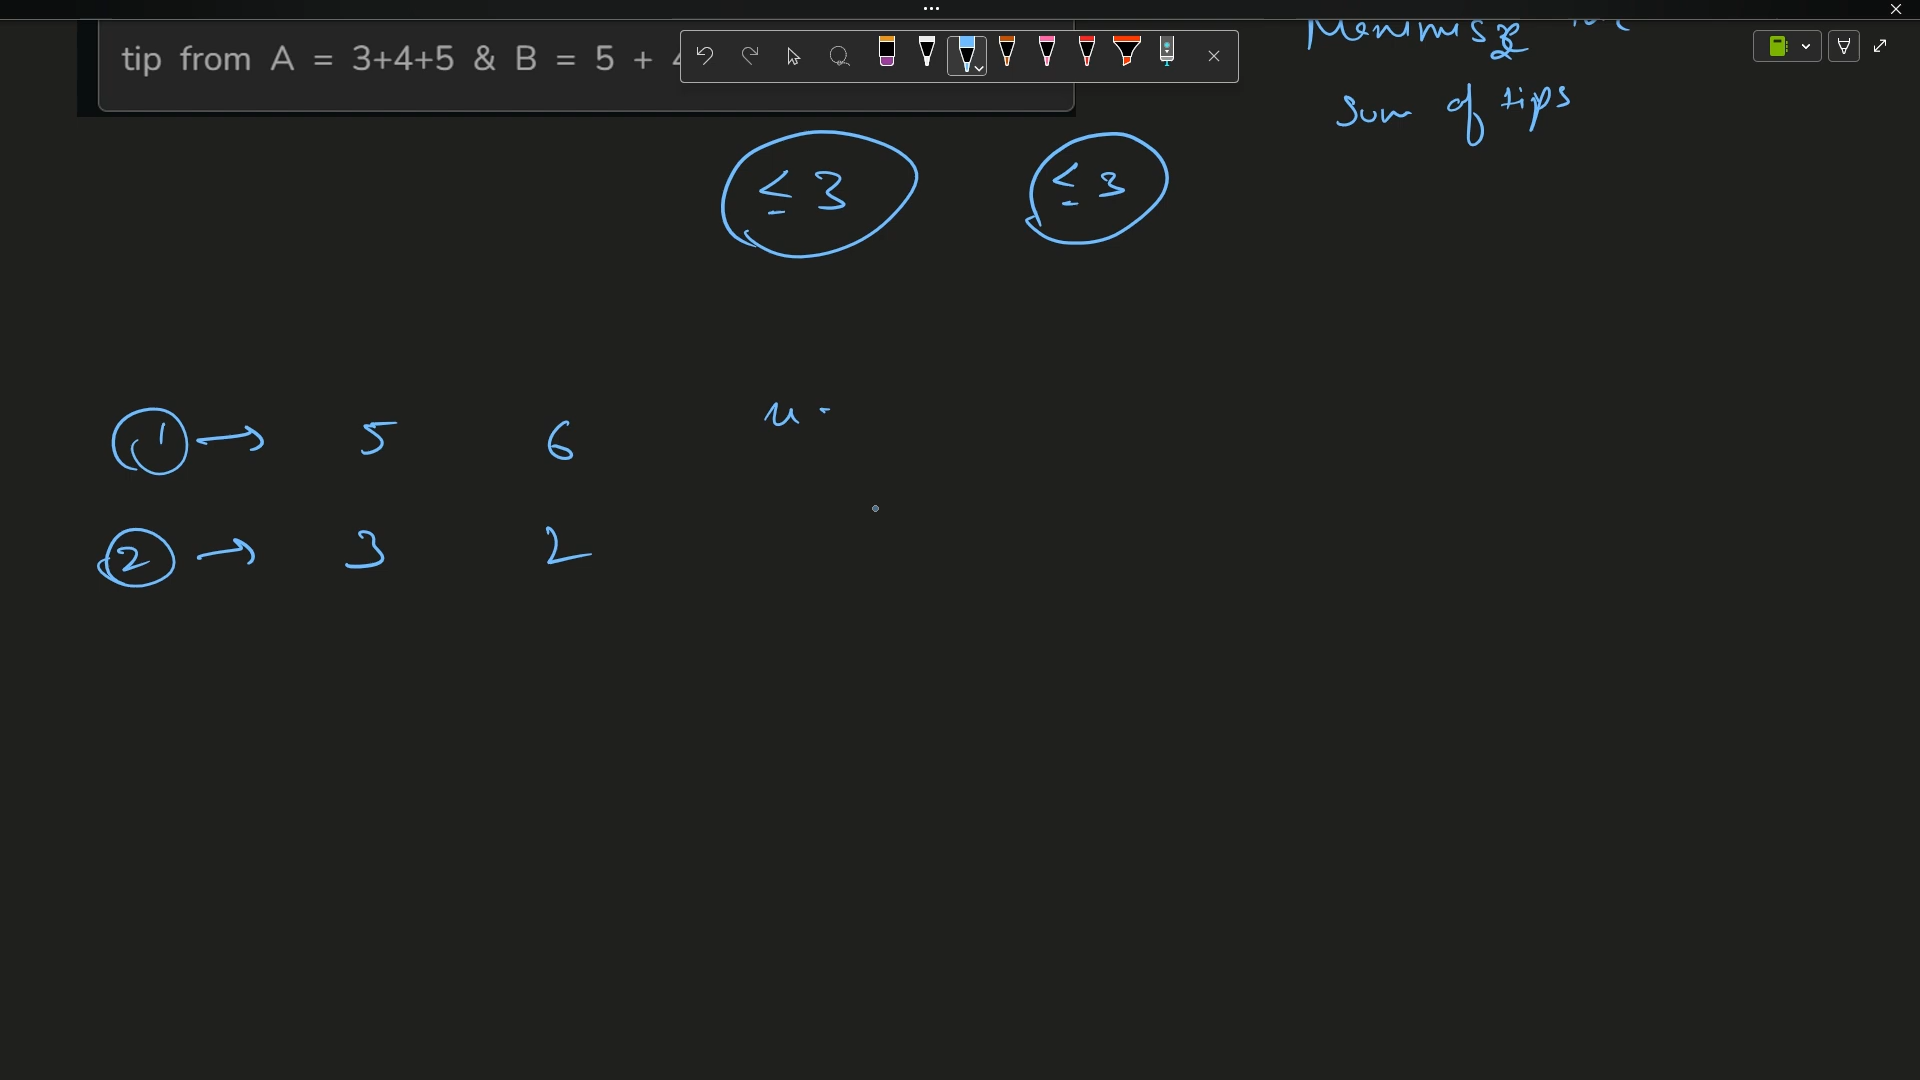 tip from A = 3+4+5 & B = 5 +
sum of tips
≤ 3 ≤ 3
1 → 5 6
2 → 3 2